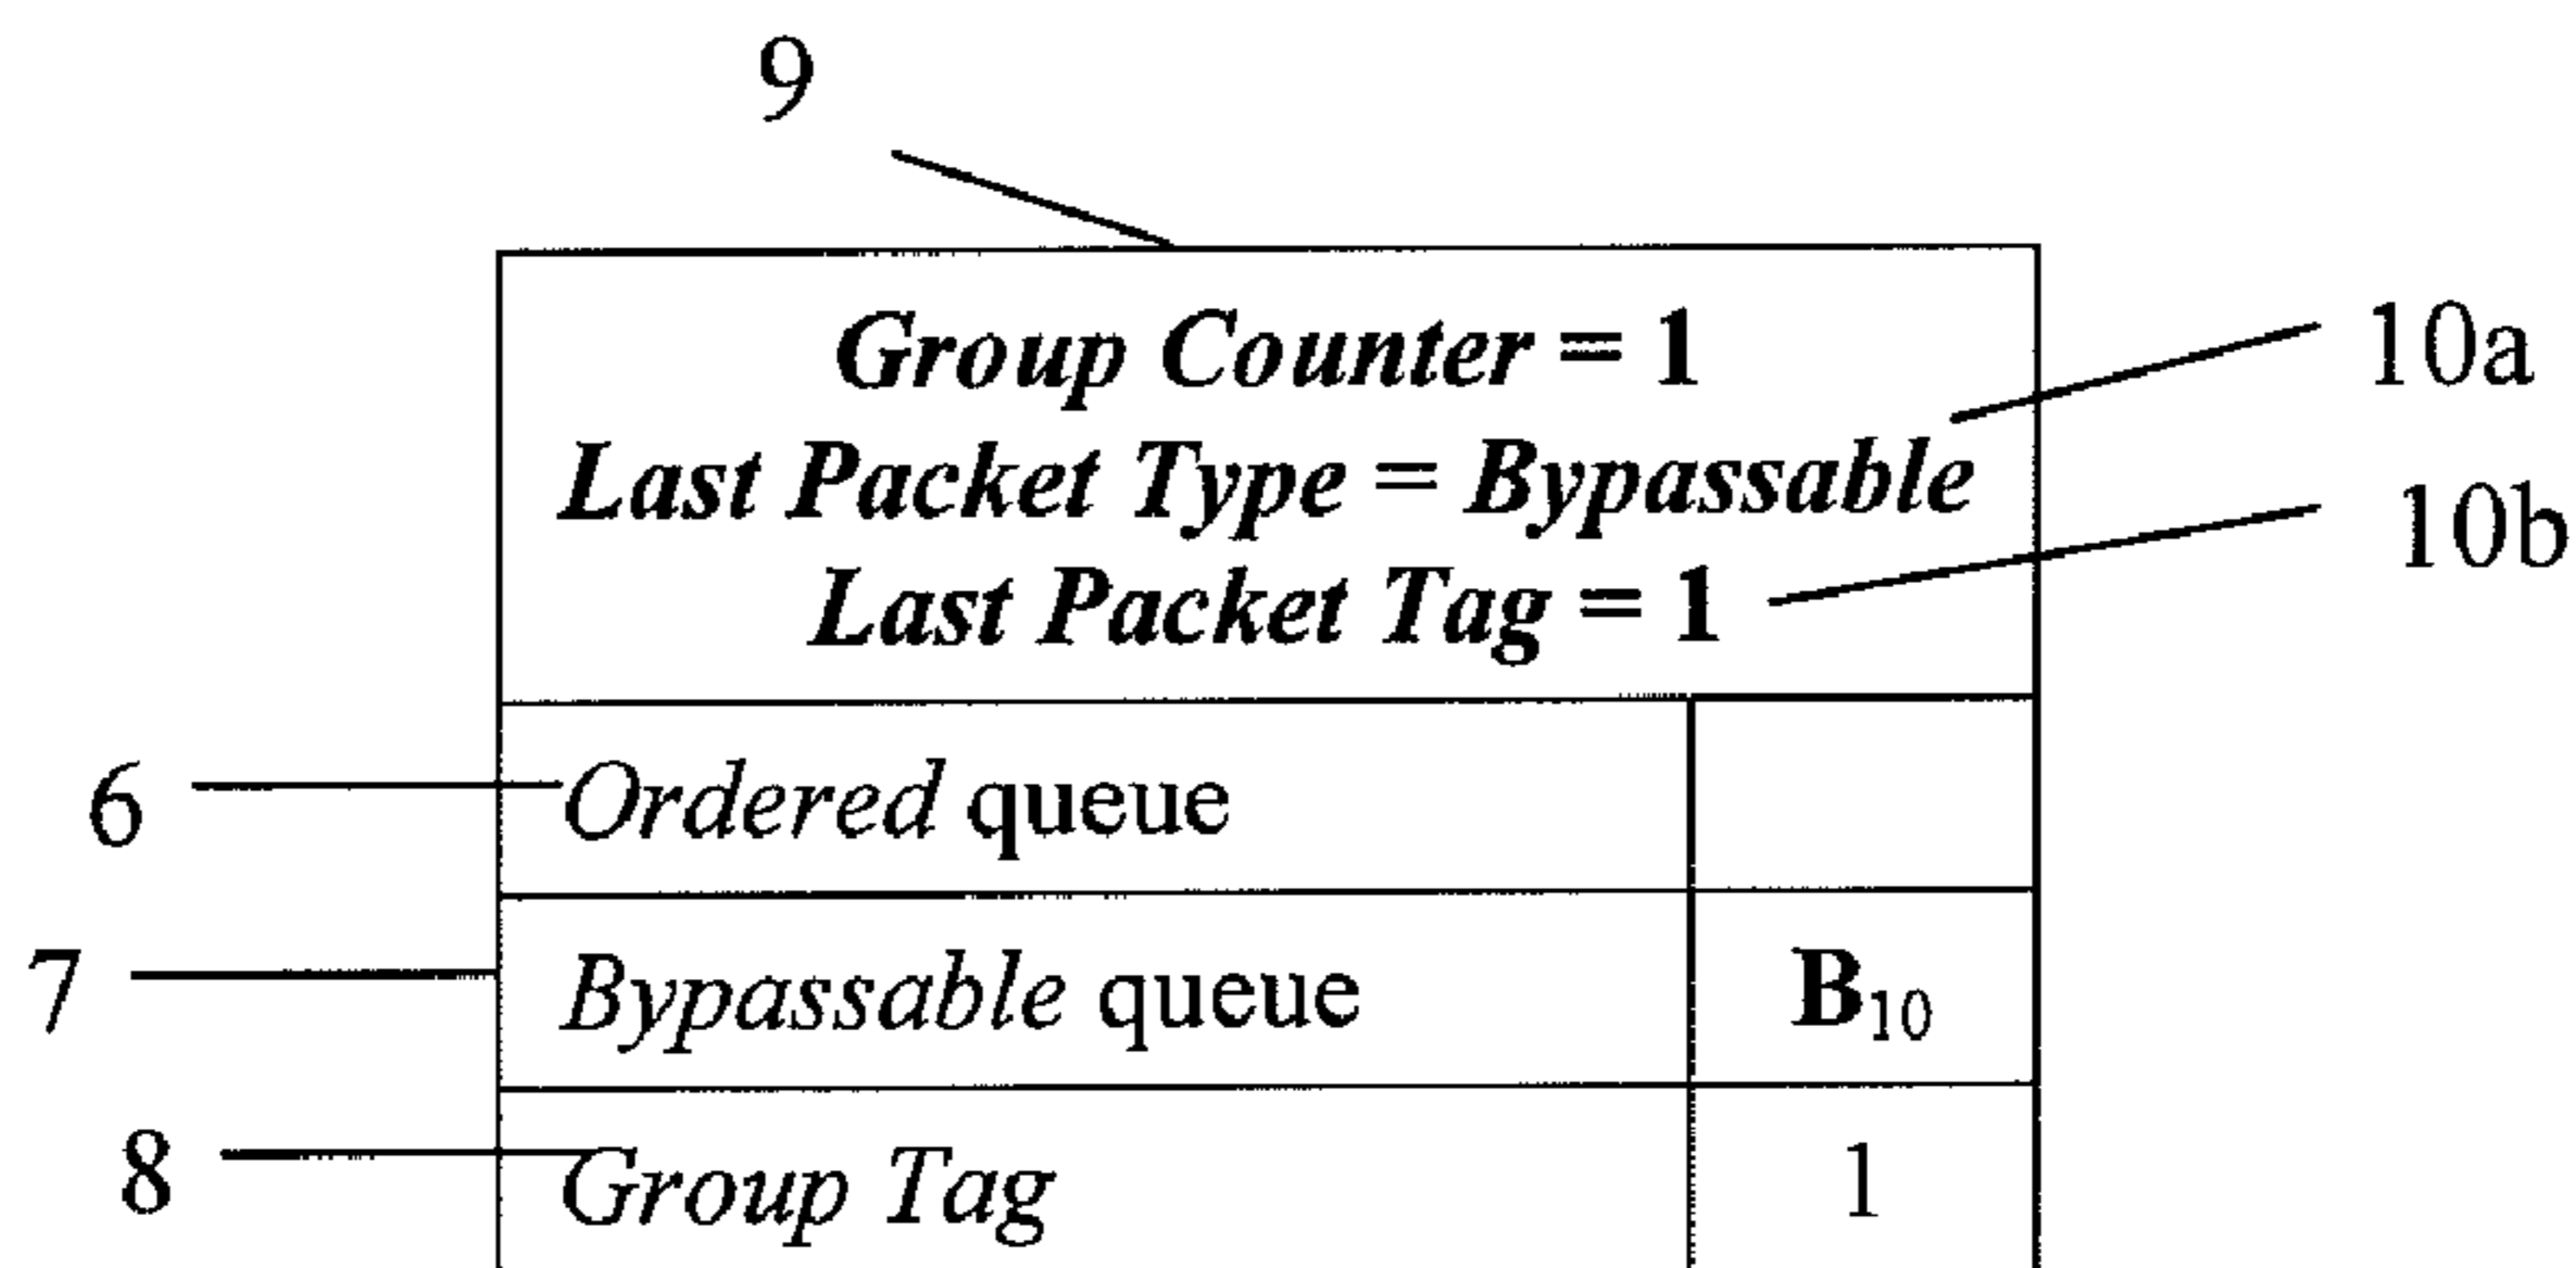 9
Group Counter = 1
10a
Last Packet Type = Bypassable
10b
Last Packet Tag = 1
6 Ordered queue
7 Bypassable queue B₁₀
8 Group Tag 1